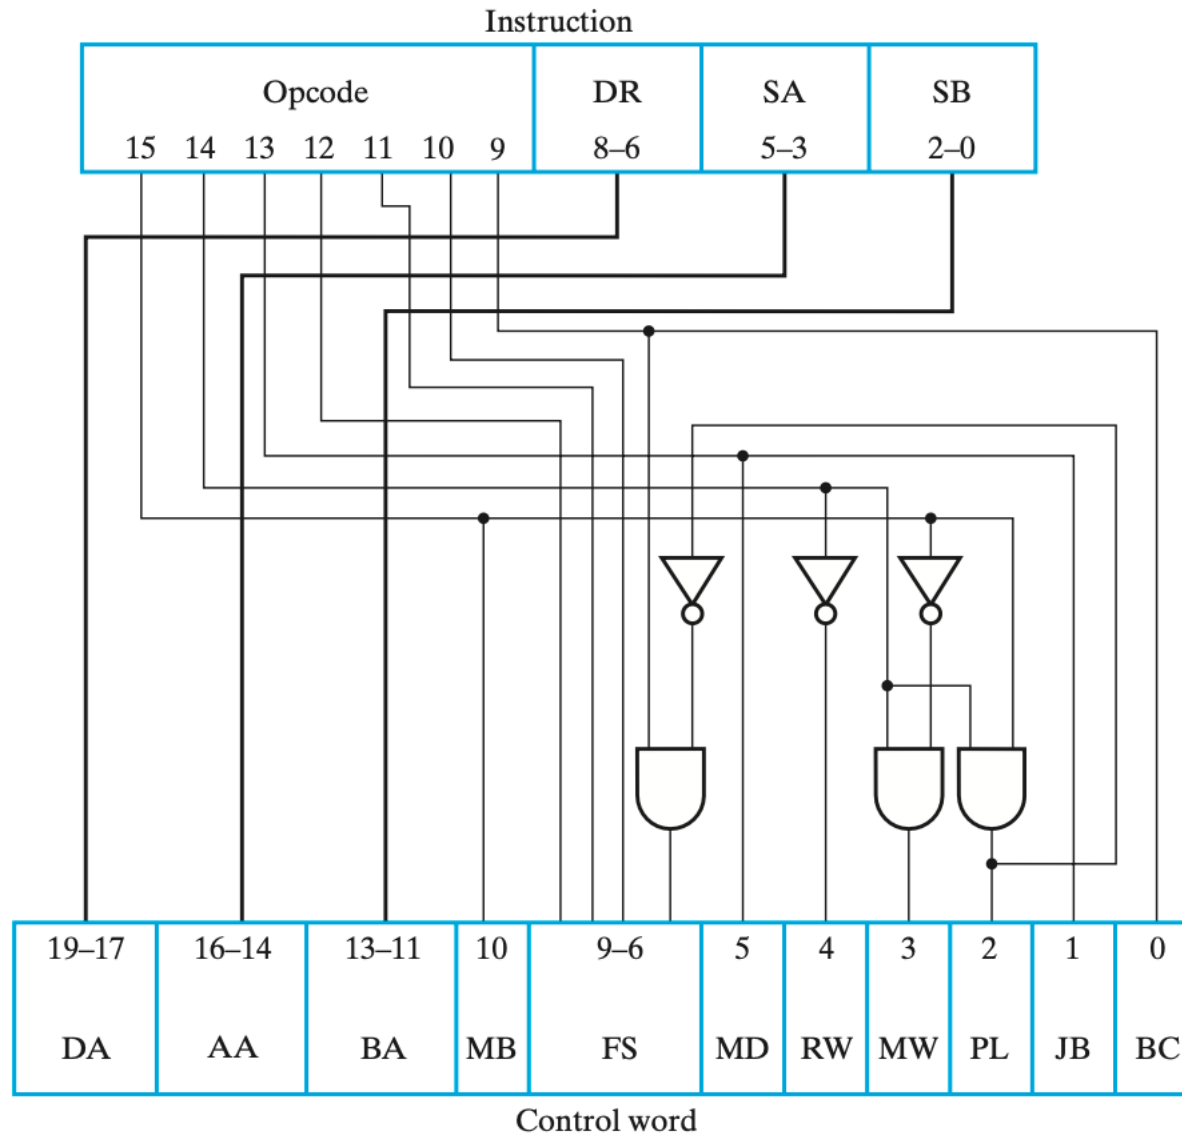 Instruction
Opcode DR SA SB
15 14 13 12 11 10 9 8–6 5–3 2–0
19–17 16–14 13–11 10 9–6 5 4 3 2 1 0
DA AA BA MB FS MD RW MW PL JB BC
Control word